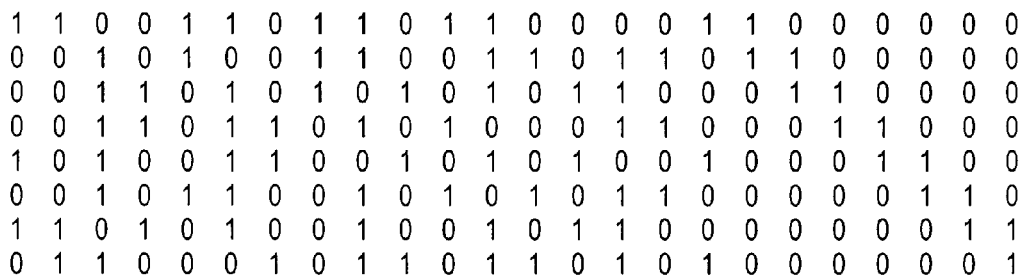 1 1 0 0 1 1 0 1 1 0 1 1 0 0 0 0 1 1 0 0 0 0 0 0
0 0 1 0 1 0 0 1 1 0 0 1 1 0 1 1 0 1 1 0 0 0 0 0
0 0 1 1 0 1 0 1 0 1 0 1 0 1 1 0 0 0 1 1 0 0 0 0
0 0 1 1 0 1 1 0 1 0 1 0 0 0 1 1 0 0 0 1 1 0 0 0
1 0 1 0 0 1 1 0 0 1 0 1 0 1 0 0 1 0 0 0 1 1 0 0
0 0 1 0 1 1 0 0 1 0 1 0 1 0 1 1 0 0 0 0 0 1 1 0
1 1 0 1 0 1 0 0 1 0 0 1 0 1 1 0 0 0 0 0 0 0 1 1
0 1 1 0 0 0 1 0 1 1 0 1 1 0 1 0 1 0 0 0 0 0 0 1